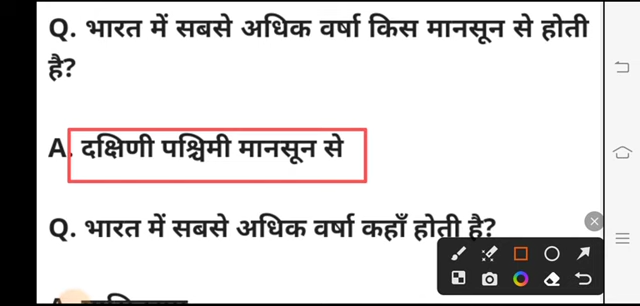 Q. भारत में सबसे अधिक वर्षा किस मानसून से होती
है?
A. दक्षिणी पश्चिमी मानसून से
Q. भारत में सबसे अधिक वर्षा कहाँ होती है?